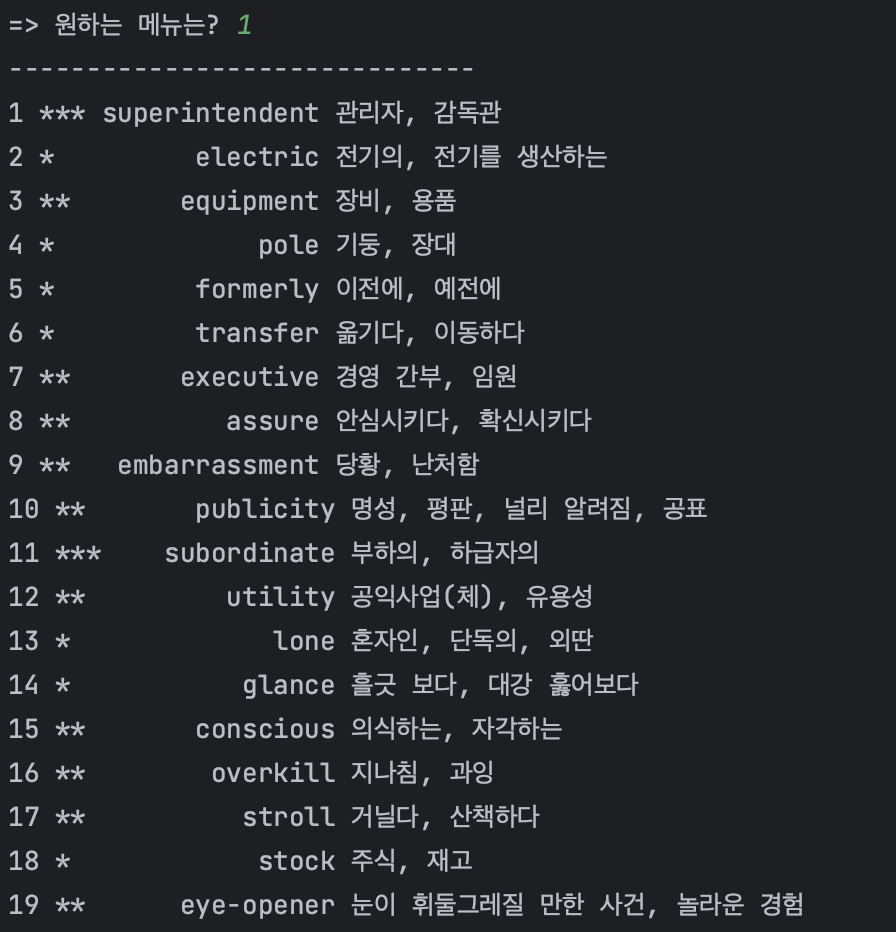 => 원하는 메뉴는? 1
------------------------------
1 *** superintendent 관리자, 감독관
2 * electric 전기의, 전기를 생산하는
3 ** equipment 장비, 용품
4 * pole 기둥, 장대
5 * formerly 이전에, 예전에
6 * transfer 옮기다, 이동하다
7 ** executive 경영 간부, 임원
8 ** assure 안심시키다, 확신시키다
9 ** embarrassment 당황, 난처함
10 ** publicity 명성, 평판, 널리 알려짐, 공표
11 *** subordinate 부하의, 하급자의
12 ** utility 공익사업(체), 유용성
13 * lone 혼자인, 단독의, 외딴
14 * glance 흘긋 보다, 대강 훑어보다
15 ** conscious 의식하는, 자각하는
16 ** overkill 지나침, 과잉
17 ** stroll 거닐다, 산책하다
18 * stock 주식, 재고
19 ** eye-opener 눈이 휘둥그레질 만한 사건, 놀라운 경험